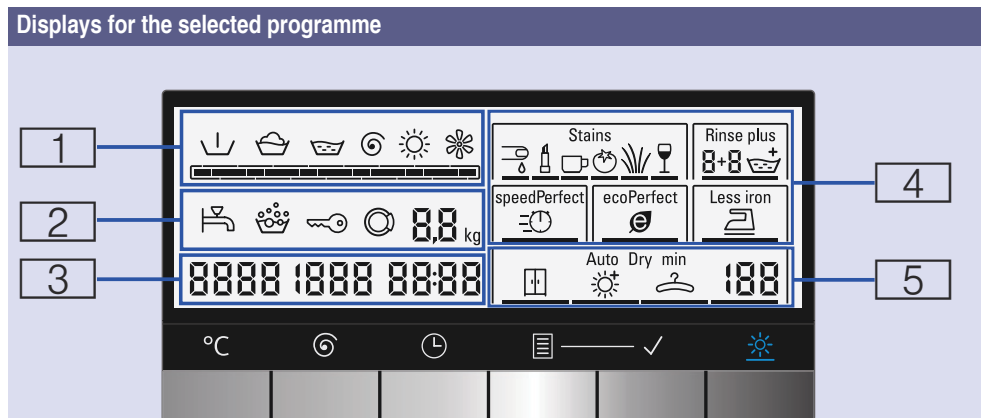 Displays for the selected programme
1
Stains
Rinse plus
8+8
4
speedPerfect
ecoPerfect
e
Less iron
2
8,8 kg
3
8888 1888 88:88
Auto Dry min
188
5
°C